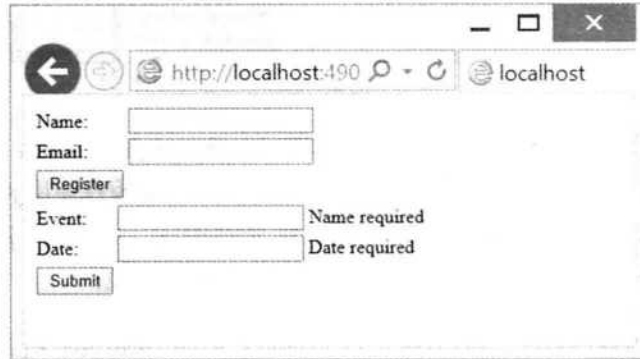 http://localhost:490 localhost
Name:
Email:
Register
Event: Name required
Date: Date required
Submit